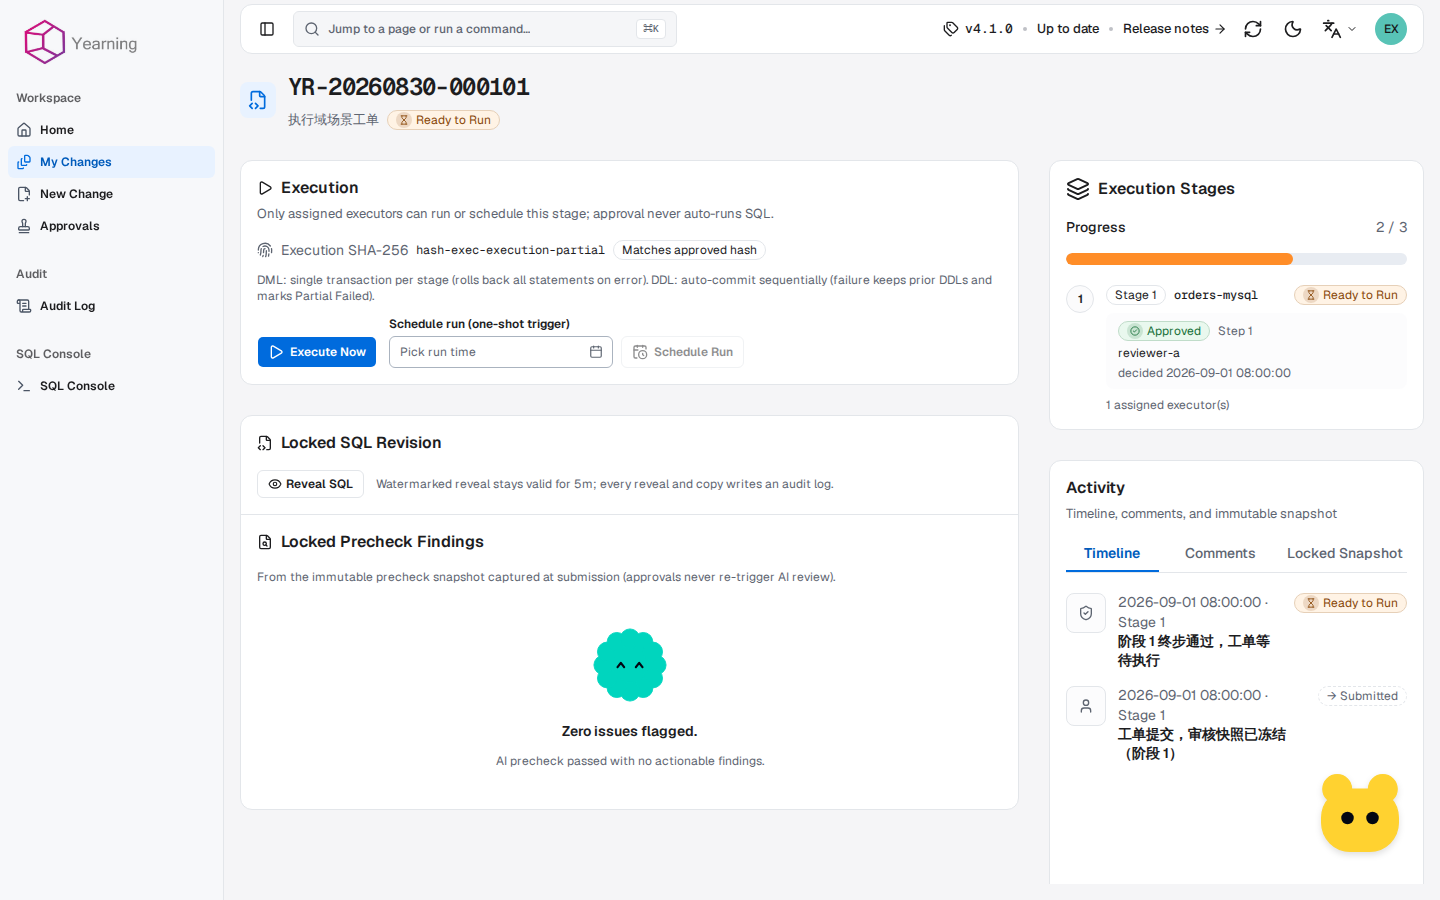 Yearning
Workspace
Home
My Changes
New Change
Approvals
Audit
Audit Log
SQL Console
SQL Console
Jump to a page or run a command...
⌘K
v4.1.0
Up to date
Release notes →
EX
YR-20260830-000101
执行域场景工单
Ready to Run
Execution
Only assigned executors can run or schedule this stage; approval never auto-runs SQL.
Execution SHA-256 hash-exec-execution-partial Matches approved hash
DML: single transaction per stage (rolls back all statements on error). DDL: auto-commit sequentially (failure keeps prior DDLs and
marks Partial Failed).
Schedule run (one-shot trigger)
Execute Now
Pick run time
Schedule Run
Locked SQL Revision
Reveal SQL
Watermarked reveal stays valid for 5m; every reveal and copy writes an audit log.
Locked Precheck Findings
From the immutable precheck snapshot captured at submission (approvals never re-trigger AI review).
Zero issues flagged.
AI precheck passed with no actionable findings.
Execution Stages
Progress
2 / 3
1
Stage 1
orders-mysql
Ready to Run
Approved
Step 1
reviewer-a
decided 2026-09-01 08:00:00
1 assigned executor(s)
Activity
Timeline, comments, and immutable snapshot
Timeline
Comments
Locked Snapshot
2026-09-01 08:00:00 ·
Stage 1
Ready to Run
阶段 1 终步通过，工单等
待执行
2026-09-01 08:00:00 ·
Stage 1
→ Submitted
工单提交，审核快照已冻结
（阶段 1）